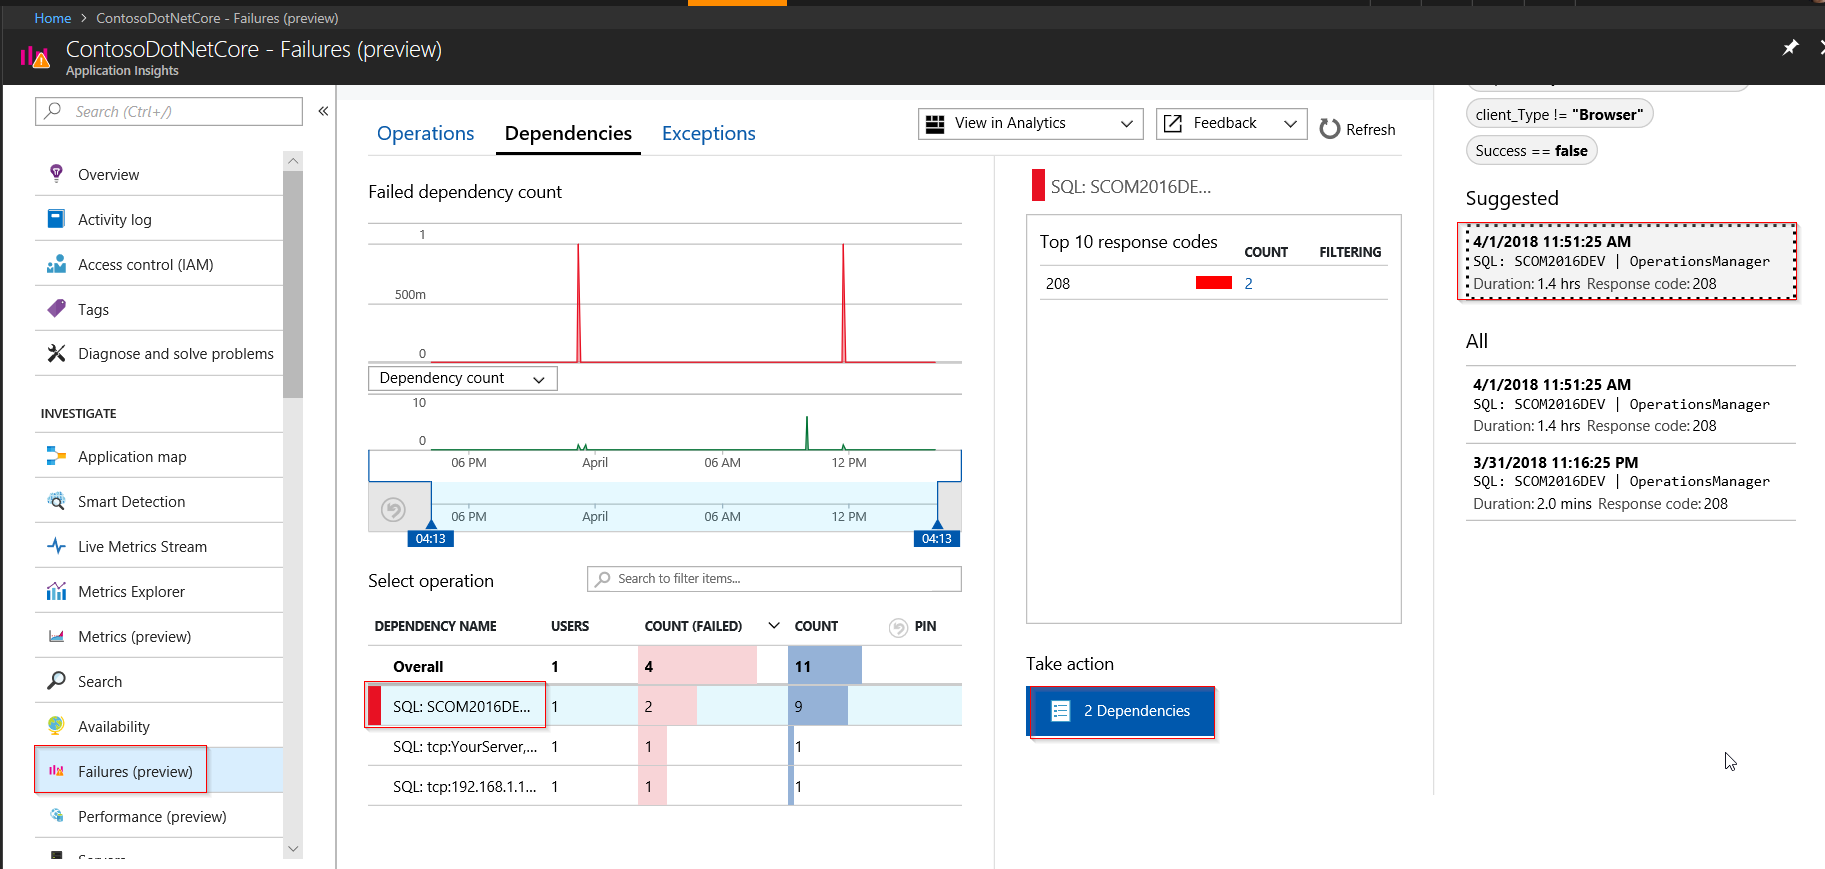 Home > ContosoDotNetCore - Failures (preview)
ContosoDotNetCore - Failures (preview)
Application Insights
Search (Ctrl+/)
«
Overview
Activity log
Access control (IAM)
Tags
Diagnose and solve problems
INVESTIGATE
Application map
Smart Detection
Live Metrics Stream
Metrics Explorer
Metrics (preview)
Search
Availability
Failures (preview)
Performance (preview)
Operations
Dependencies
Exceptions
View in Analytics
Feedback
Refresh
Failed dependency count
1
500m
0
Dependency count
10
0
06 PM
April
06 AM
12 PM
06 PM
April
06 AM
12 PM
04:13
04:13
Select operation
Search to filter items...
DEPENDENCY NAME USERS COUNT (FAILED) COUNT PIN
Overall 1 4 11
SQL: SCOM2016DE... 1 2 9
SQL: tcp:YourServer,... 1 1 1
SQL: tcp:192.168.1.1... 1 1 1
SQL: SCOM2016DE...
Top 10 response codes COUNT FILTERING
208 2
Take action
2 Dependencies
client_Type != "Browser"
Success == false
Suggested
4/1/2018 11:51:25 AM
SQL: SCOM2016DEV | OperationsManager
Duration: 1.4 hrs Response code: 208
All
4/1/2018 11:51:25 AM
SQL: SCOM2016DEV | OperationsManager
Duration: 1.4 hrs Response code: 208
3/31/2018 11:16:25 PM
SQL: SCOM2016DEV | OperationsManager
Duration: 2.0 mins Response code: 208